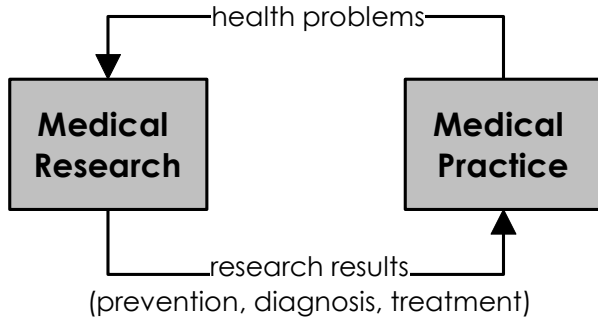 health problems
Medical
Research
Medical
Practice
research results
(prevention, diagnosis, treatment)